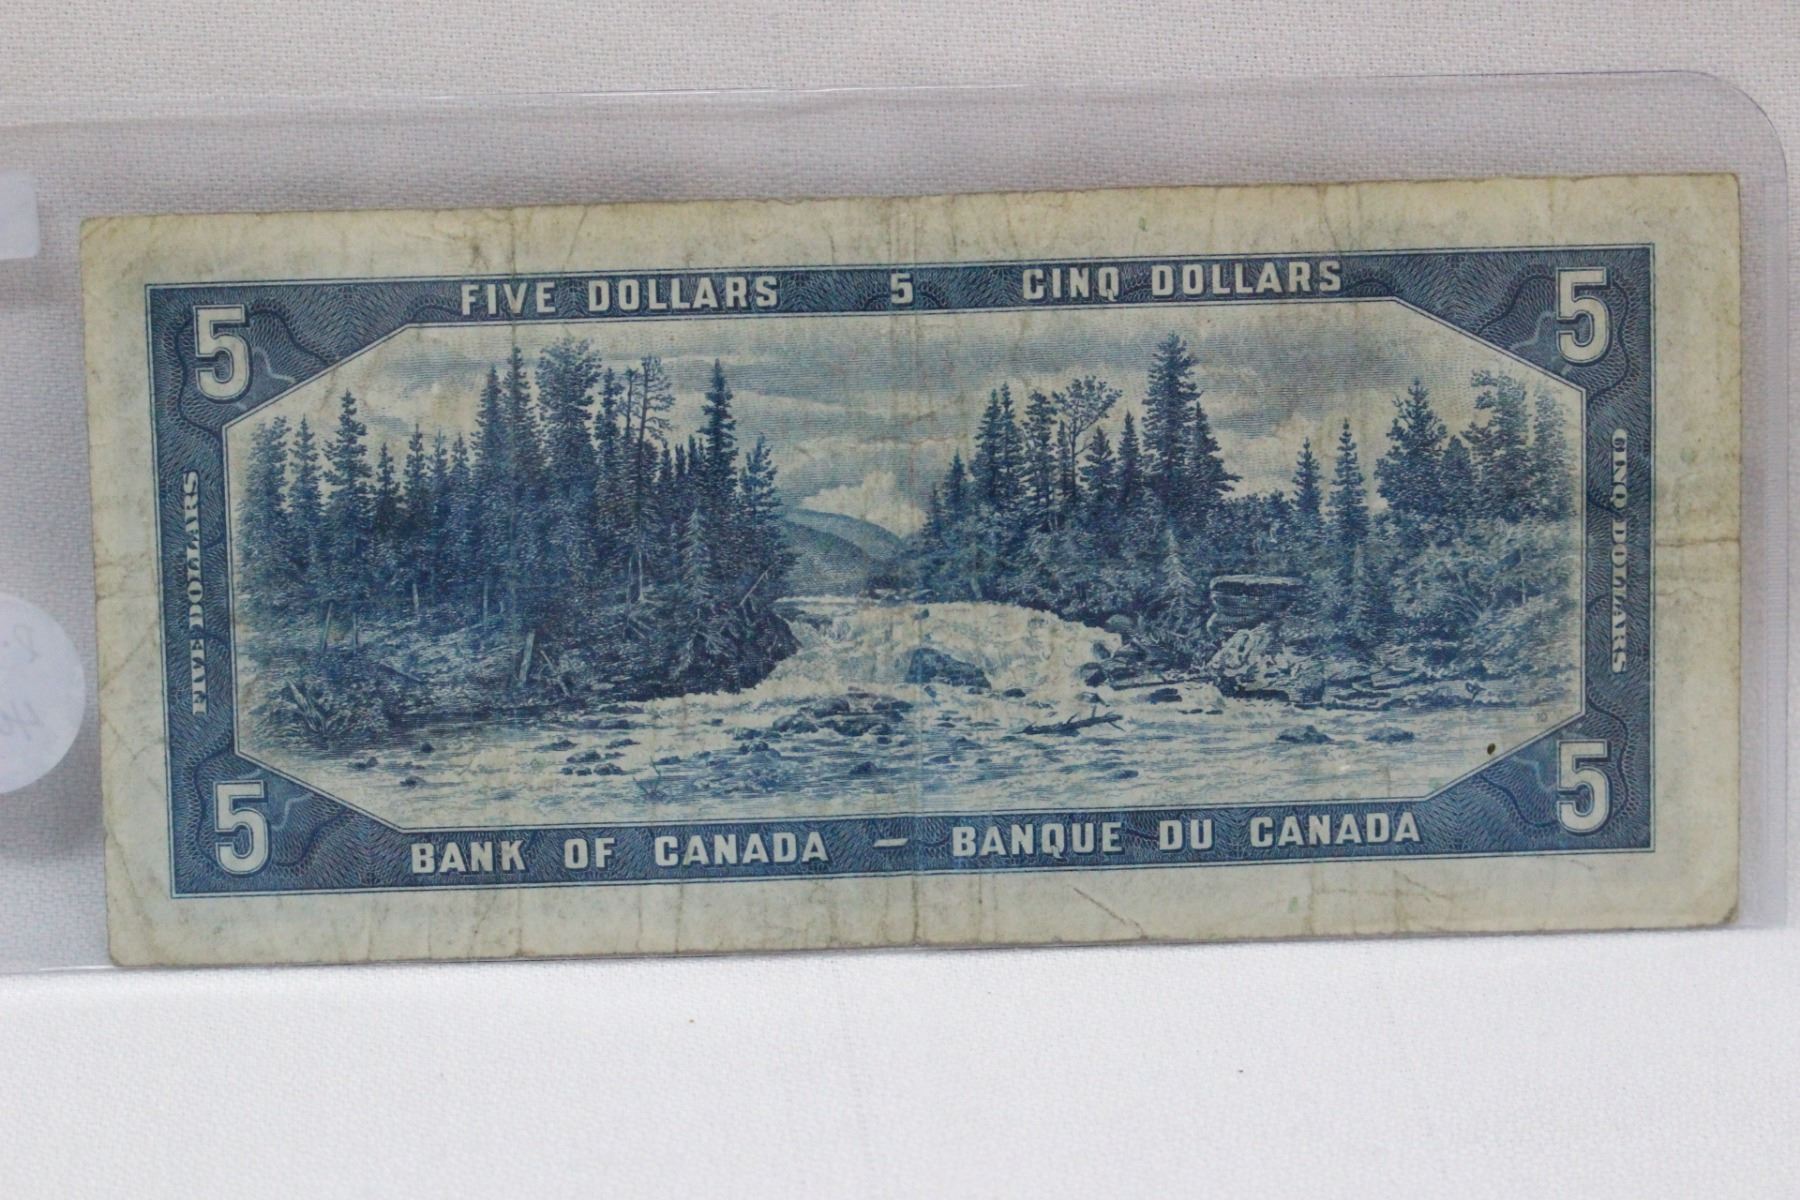 FIVE DOLLARS 5 CINQ DOLLARS
5 5
FIVE DOLLARS
CINQ DOLLARS
5 5
BANK OF CANADA - BANQUE DU CANADA